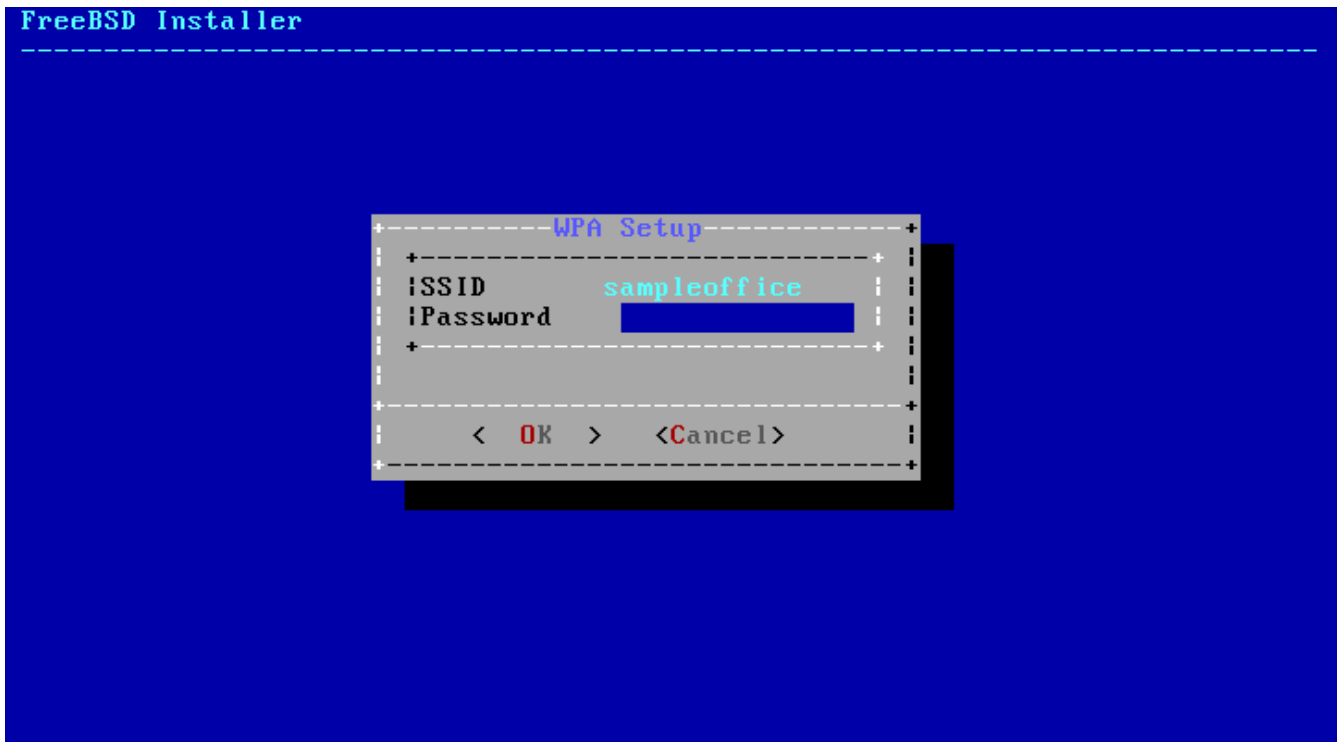 FreeBSD Installer
WPA Setup
SSID sampleoffice
Password
< OK > <Cancel>